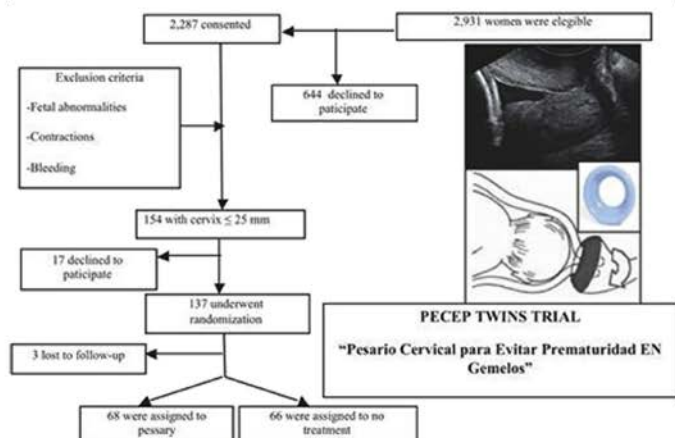 2,287 consented
2,931 women were elegible
Exclusion criteria
-Fetal abnormalities
-Contractions
-Bleeding
644 declined to
paticipate
154 with cervix ≤ 25 mm
17 declined to
paticipate
137 underwent
randomization
PECEP TWINS TRIAL
"Pesario Cervical para Evitar Prematuridad EN
Gemelos"
3 lost to follow-up
68 were assigned to
pessary
66 were assigned to no
treatment